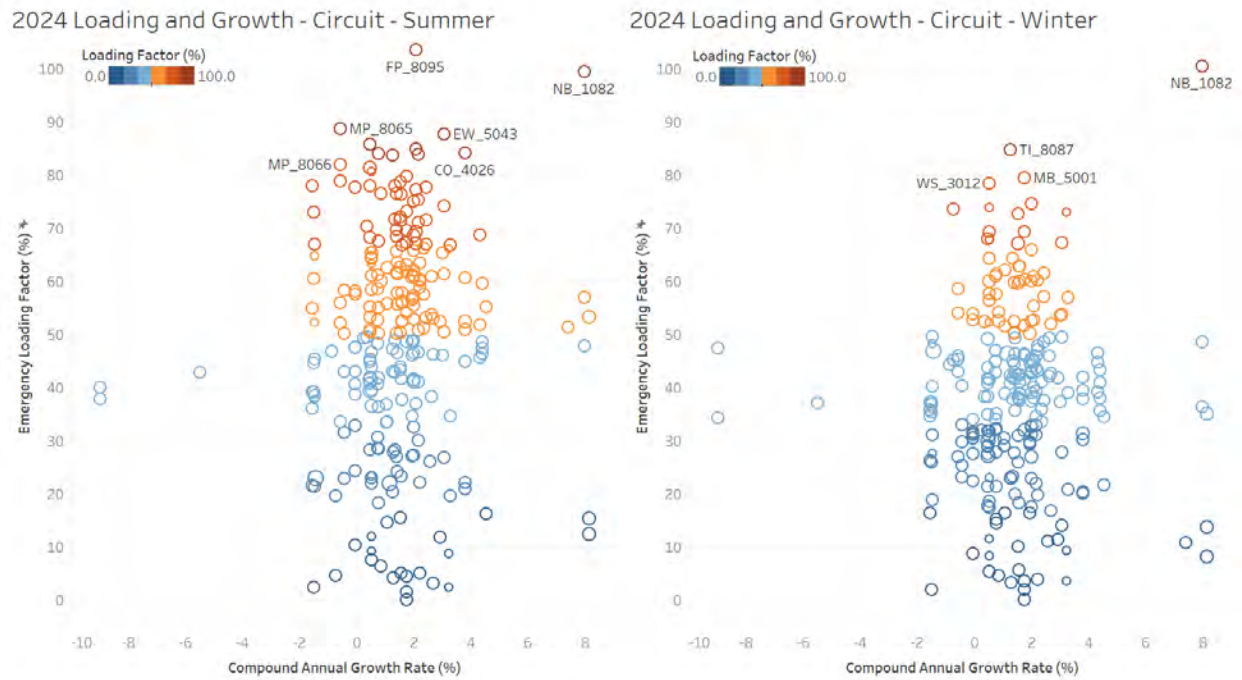 2024 Loading and Growth - Circuit - Summer
Loading Factor (%)
0.0 100.0
FP_8095
NB_1082
MP_8065
EW_5043
MP_8066
CO_4026
Emergency Loading Factor (%)
100
90
80
70
60
50
40
30
20
10
0
-10 -8 -6 -4 -2 0 2 4 6 8
Compound Annual Growth Rate (%)
2024 Loading and Growth - Circuit - Winter
Loading Factor (%)
0.0 100.0
NB_1082
TI_8087
WS_3012
MB_5001
Emergency Loading Factor (%)
100
90
80
70
60
50
40
30
20
10
0
-10 -8 -6 -4 -2 0 2 4 6 8
Compound Annual Growth Rate (%)